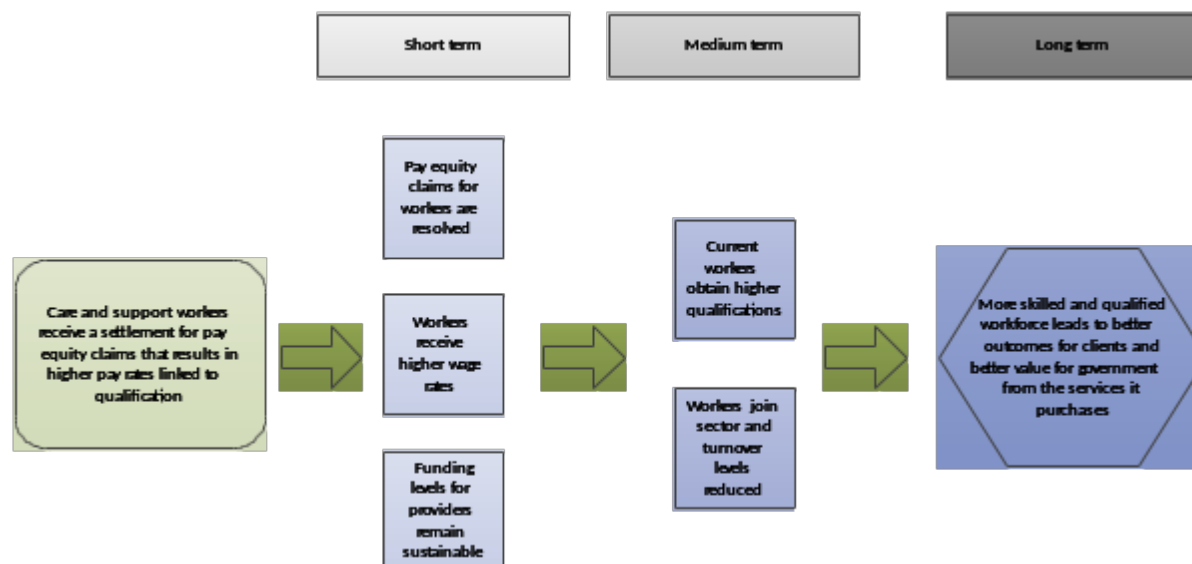 Short term
Medium term
Long term
Care and support workers
receive a settlement for pay
equity claims that results in
higher pay rates linked to
qualification
Pay equity
claims for
workers are
resolved
Workers
receive
higher wage
rates
Funding
levels for
providers
remain
sustainable
Current
workers
obtain higher
qualifications
Workers join
sector and
turnover
levels
reduced
More skilled and qualified
workforce leads to better
outcomes for clients and
better value for government
from the services it
purchases